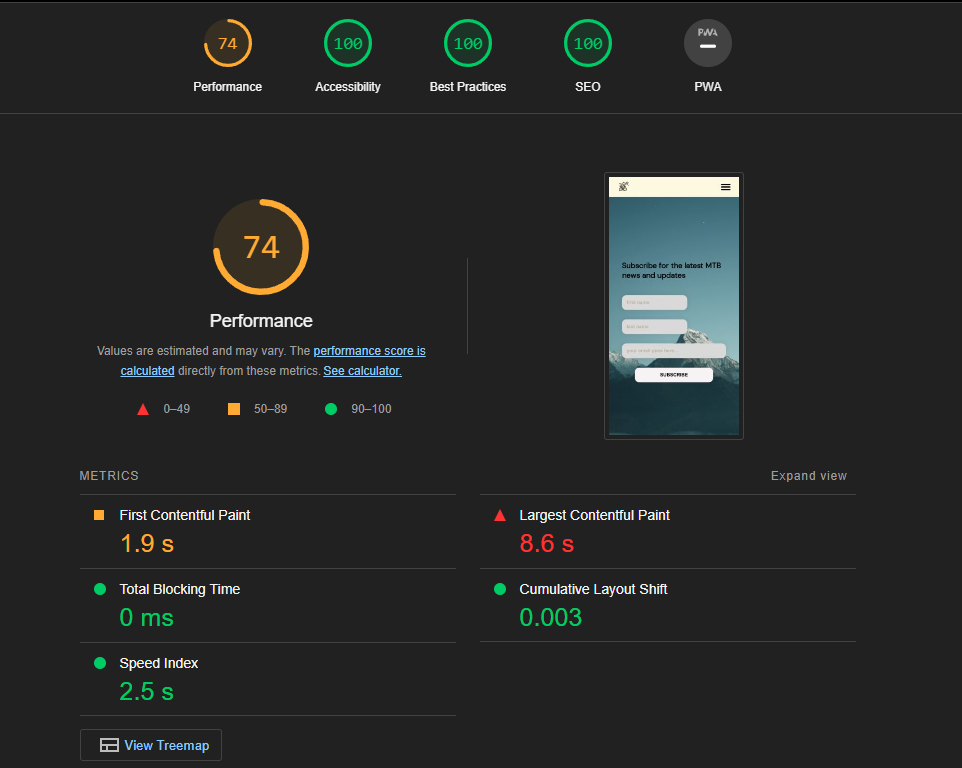 74
100
100
100
PWA
Performance
Accessibility
Best Practices
SEO
PWA
74
Performance
Values are estimated and may vary. The performance score is
calculated directly from these metrics. See calculator.
0–49
50–89
90–100
Subscribe for the latest MTB
news and updates
SUBSCRIBE
METRICS
Expand view
First Contentful Paint
1.9 s
Largest Contentful Paint
8.6 s
Total Blocking Time
0 ms
Cumulative Layout Shift
0.003
Speed Index
2.5 s
View Treemap